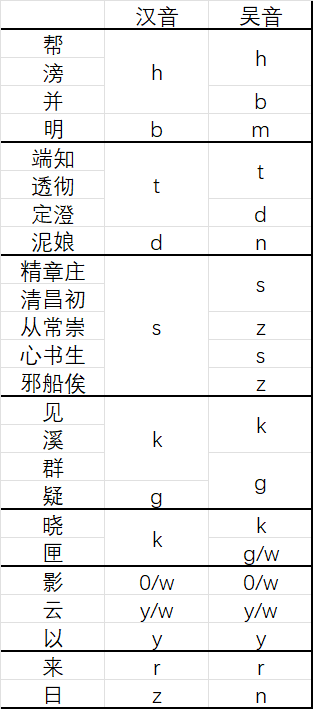 汉音 吴音
帮 h h
滂
并 b
明 b m
端知 t t
透彻
定澄 d
泥娘 d n
精章庄 s s
清昌初
从常崇 z
心书生 s
邪船俟 z
见 k k
溪
群 g
疑 g
晓 k k
匣 g/w
影 0/w 0/w
云 y/w y/w
以 y y
来 r r
日 z n